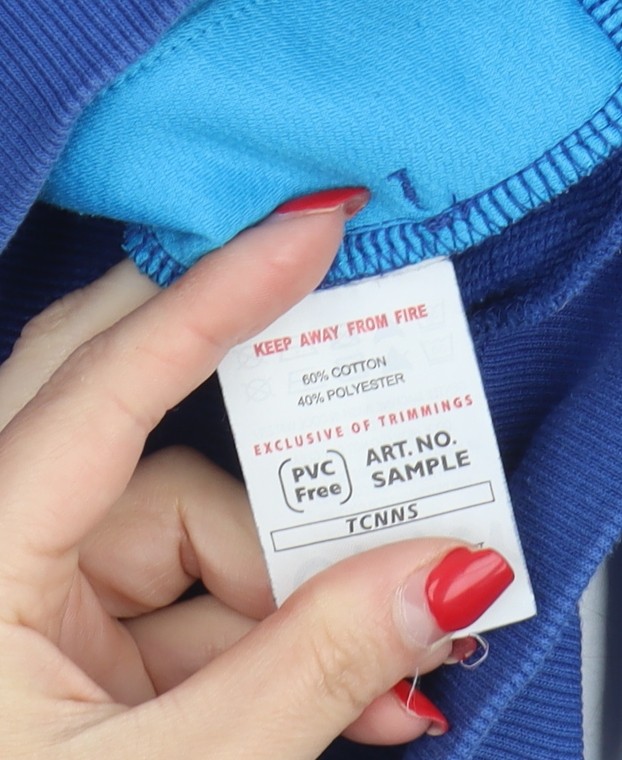 KEEP AWAY FROM FIRE
60% COTTON
40% POLYESTER
EXCLUSIVE OF TRIMMINGS
PVC Free
ART. NO.
SAMPLE
TCNNS